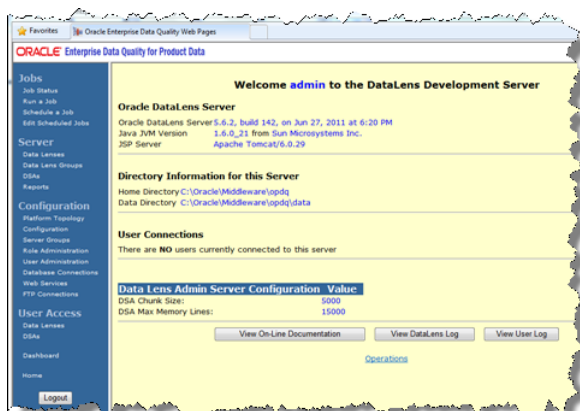 Favorites
Oracle Enterprise Data Quality Web Pages
ORACLE Enterprise Data Quality for Product Data
Jobs
Job Status
Run a Job
Schedule a Job
Edit Scheduled Jobs
Server
Data Lenses
Data Lens Groups
DSAs
Reports
Configuration
Platform Topology
Configuration
Server Groups
Role Administration
User Administration
Database Connections
Web Services
FTP Connections
User Access
Data Lenses
DSAs
Dashboard
Home
Logout
Welcome admin to the DataLens Development Server
Oracle DataLens Server
Oracle DataLens Server 5.6.2, build 142, on Jun 27, 2011 at 6:20 PM
Java JVM Version 1.6.0_21 from Sun Microsystems Inc.
JSP Server Apache Tomcat/6.0.29
Directory Information for this Server
Home Directory C:\Oracle\Middleware\opdq
Data Directory C:\Oracle\Middleware\opdq\data
User Connections
There are NO users currently connected to this server
Data Lens Admin Server Configuration Value
DSA Chunk Size: 5000
DSA Max Memory Lines: 15000
View On-Line Documentation View DataLens Log View User Log
Operations